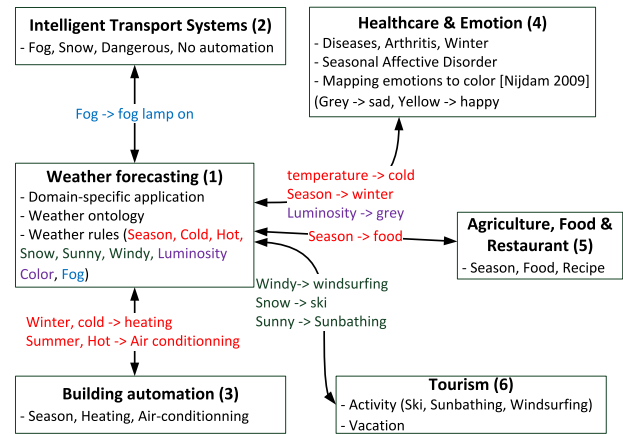 Intelligent Transport Systems (2)
- Fog, Snow, Dangerous, No automation
Healthcare & Emotion (4)
- Diseases, Arthritis, Winter
- Seasonal Affective Disorder
- Mapping emotions to color [Nijdam 2009]
(Grey -> sad, Yellow -> happy
Fog -> fog lamp on
Weather forecasting (1)
- Domain-specific application
- Weather ontology
- Weather rules (Season, Cold, Hot,
Snow, Sunny, Windy, Luminosity
Color, Fog)
temperature -> cold
Season -> winter
Luminosity -> grey
Season -> food
Agriculture, Food &
Restaurant (5)
- Season, Food, Recipe
Windy-> windsurfing
Snow -> ski
Sunny -> Sunbathing
Winter, cold -> heating
Summer, Hot -> Air conditionning
Building automation (3)
- Season, Heating, Air-conditionning
Tourism (6)
- Activity (Ski, Sunbathing, Windsurfing)
- Vacation